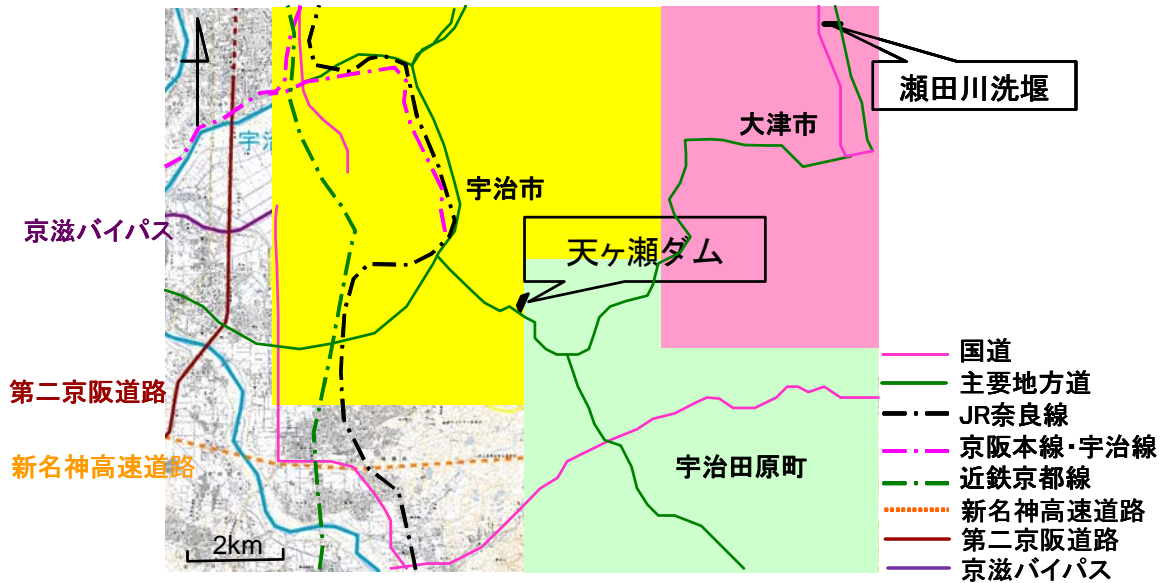 瀬田川洗堰
大津市
宇治
宇治市
京滋バイパス
天ヶ瀬ダム
国道
主要地方道
第二京阪道路
JR奈良線
京阪本線・宇治線
新名神高速道路
宇治田原町
近鉄京都線
新名神高速道路
2km
第二京阪道路
京滋バイパス